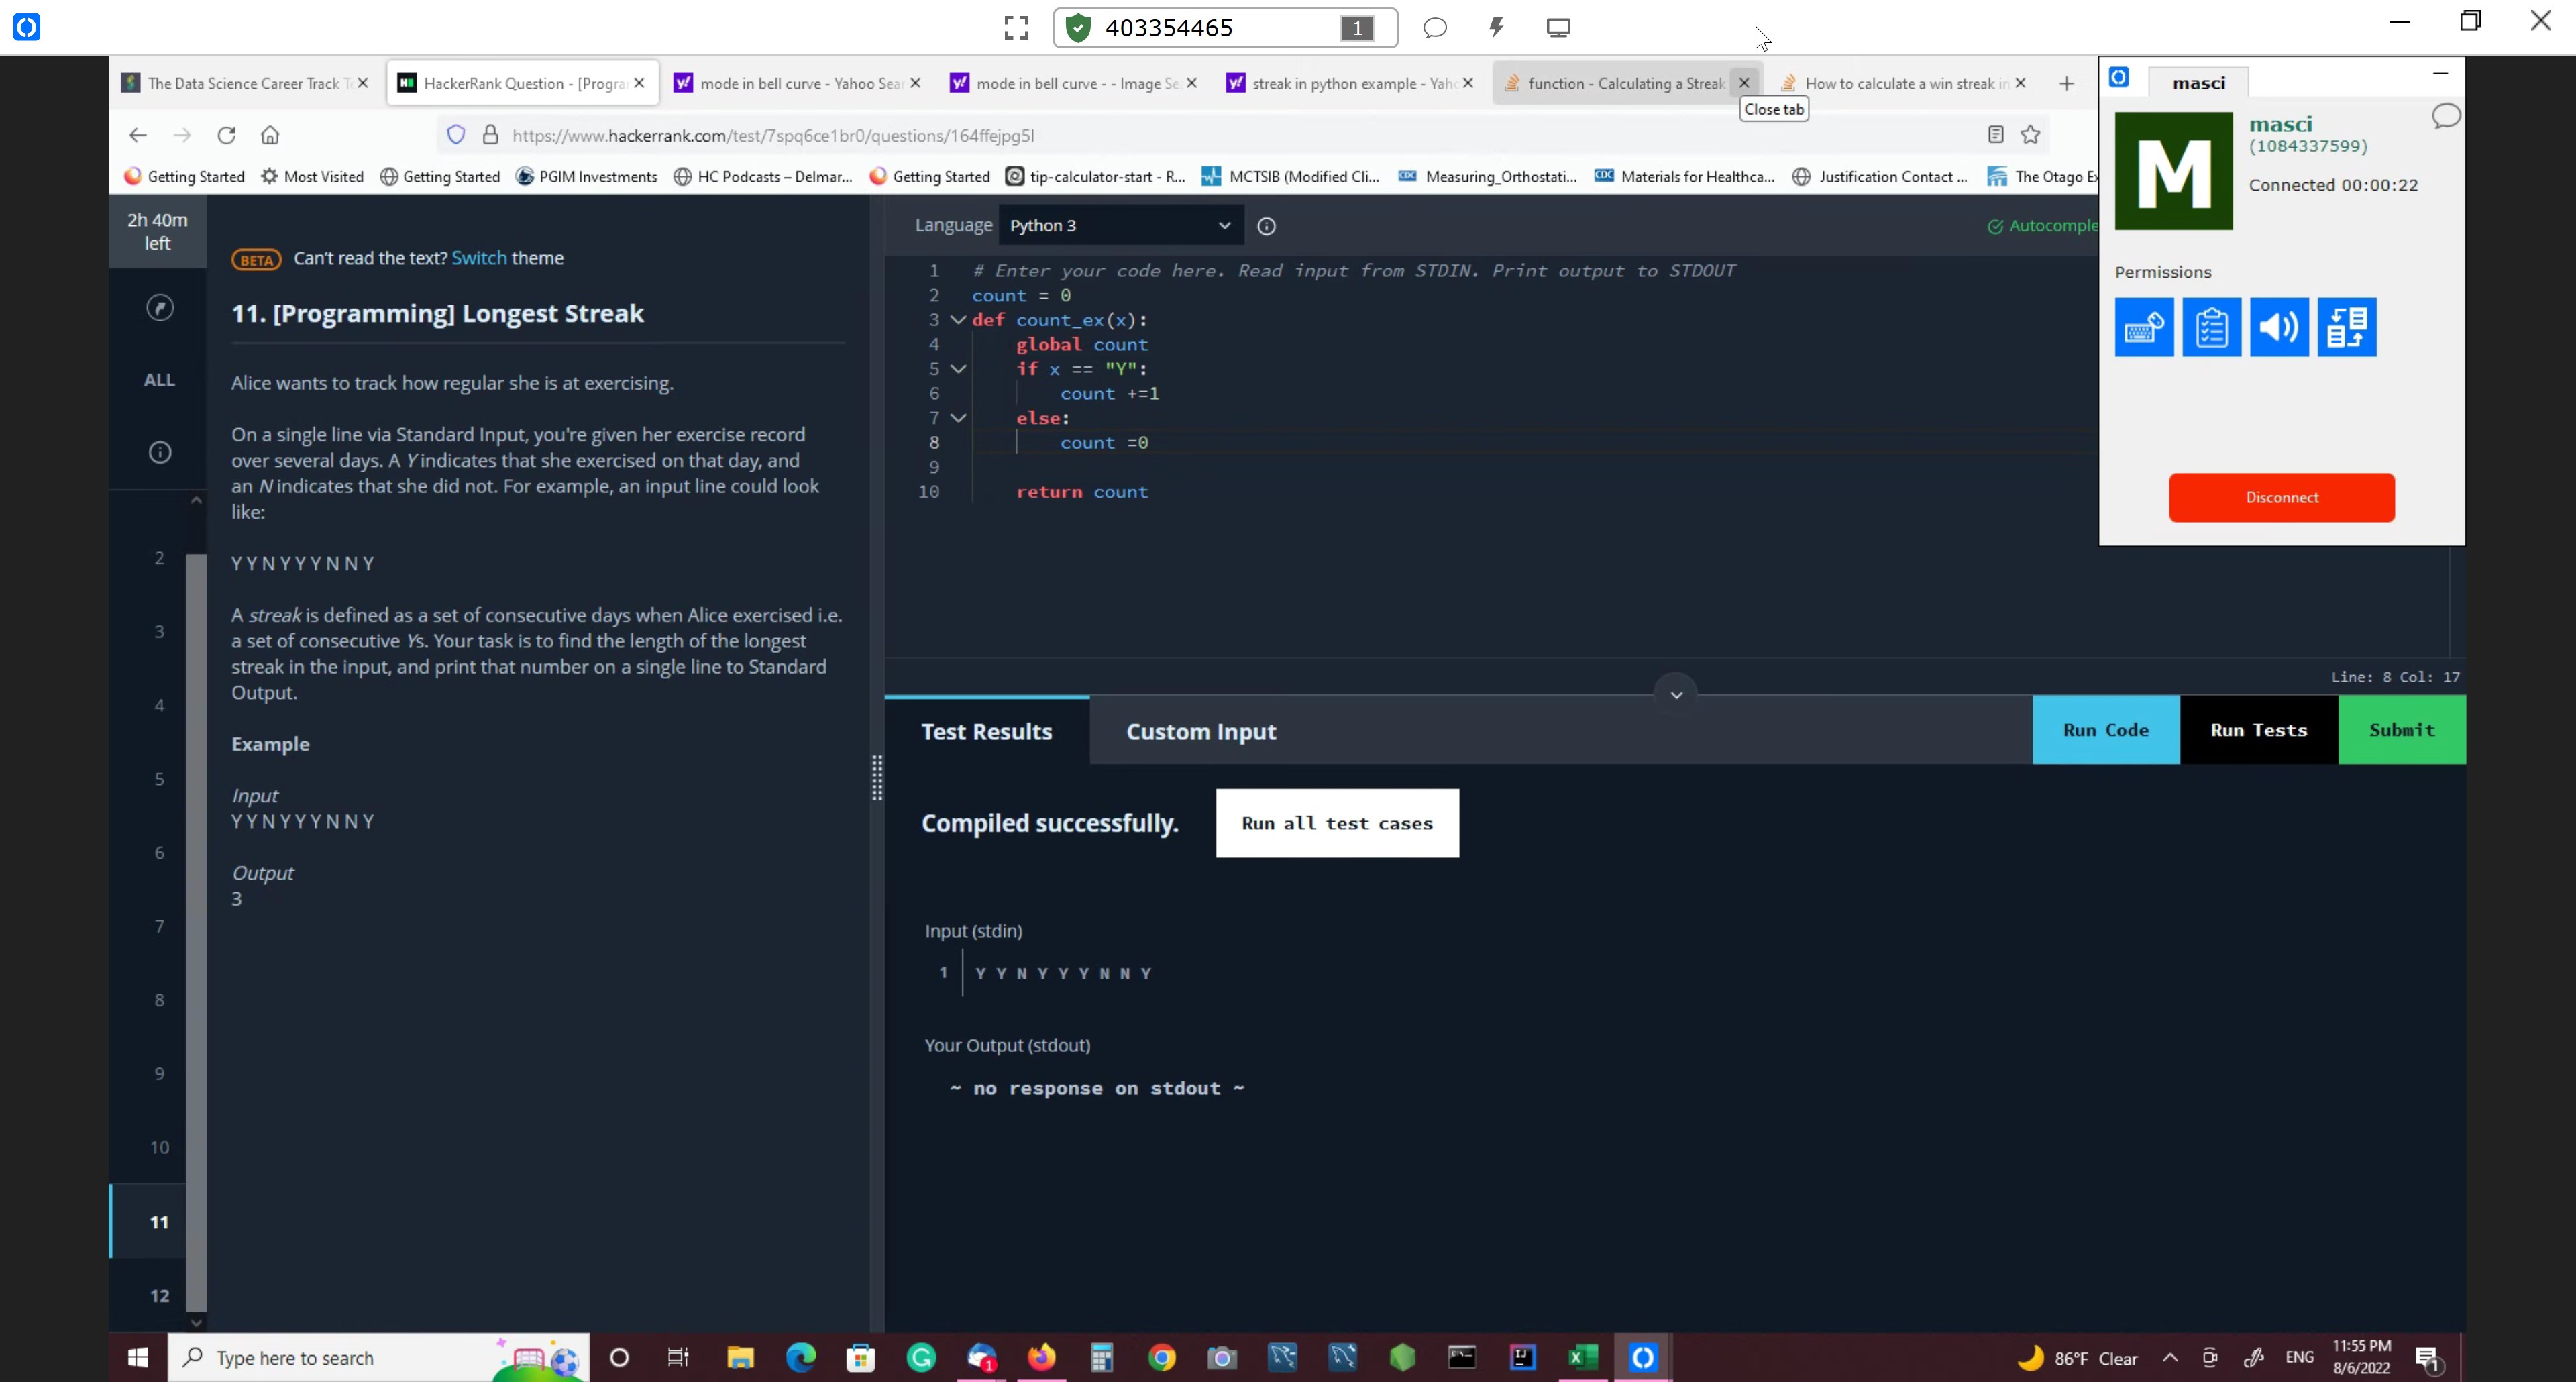 403354465
1
The Data Science Career Track T
HackerRank Question - [Progra
mode in bell curve - Yahoo Sear
mode in bell curve - - Image Se
streak in python example - Yah
function - Calculating a Streak
How to calculate a win streak in
Close tab
https://www.hackerrank.com/test/7spq6ce1br0/questions/164ffejpg5l
Getting Started
Most Visited
Getting Started
PGIM Investments
HC Podcasts – Delmar...
Getting Started
tip-calculator-start - R...
MCTSIB (Modified Cli...
Measuring_Orthostati...
Materials for Healthca...
Justification Contact ...
The Otago Ex
masci
M
masci
(1084337599)
Connected 00:00:22
Permissions
Disconnect
2h 40m
left
ALL
2
3
4
5
6
7
8
9
10
11
12
BETA Can't read the text? Switch theme
11. [Programming] Longest Streak
Alice wants to track how regular she is at exercising.
On a single line via Standard Input, you're given her exercise record
over several days. A Y indicates that she exercised on that day, and
an N indicates that she did not. For example, an input line could look
like:
Y Y N Y Y Y N N Y
A streak is defined as a set of consecutive days when Alice exercised i.e.
a set of consecutive Ys. Your task is to find the length of the longest
streak in the input, and print that number on a single line to Standard
Output.
Example
Input
Y Y N Y Y Y N N Y
Output
3
Language Python 3
Autocomple
1 # Enter your code here. Read input from STDIN. Print output to STDOUT
2 count = 0
3 def count_ex(x):
4 global count
5 if x == "Y":
6 count +=1
7 else:
8 count =0
9
10 return count
Line: 8 Col: 17
Test Results
Custom Input
Run Code
Run Tests
Submit
Compiled successfully.
Run all test cases
Input (stdin)
1 Y Y N Y Y Y N N Y
Your Output (stdout)
~ no response on stdout ~
Type here to search
1
86°F Clear
ENG
11:55 PM
8/6/2022
1